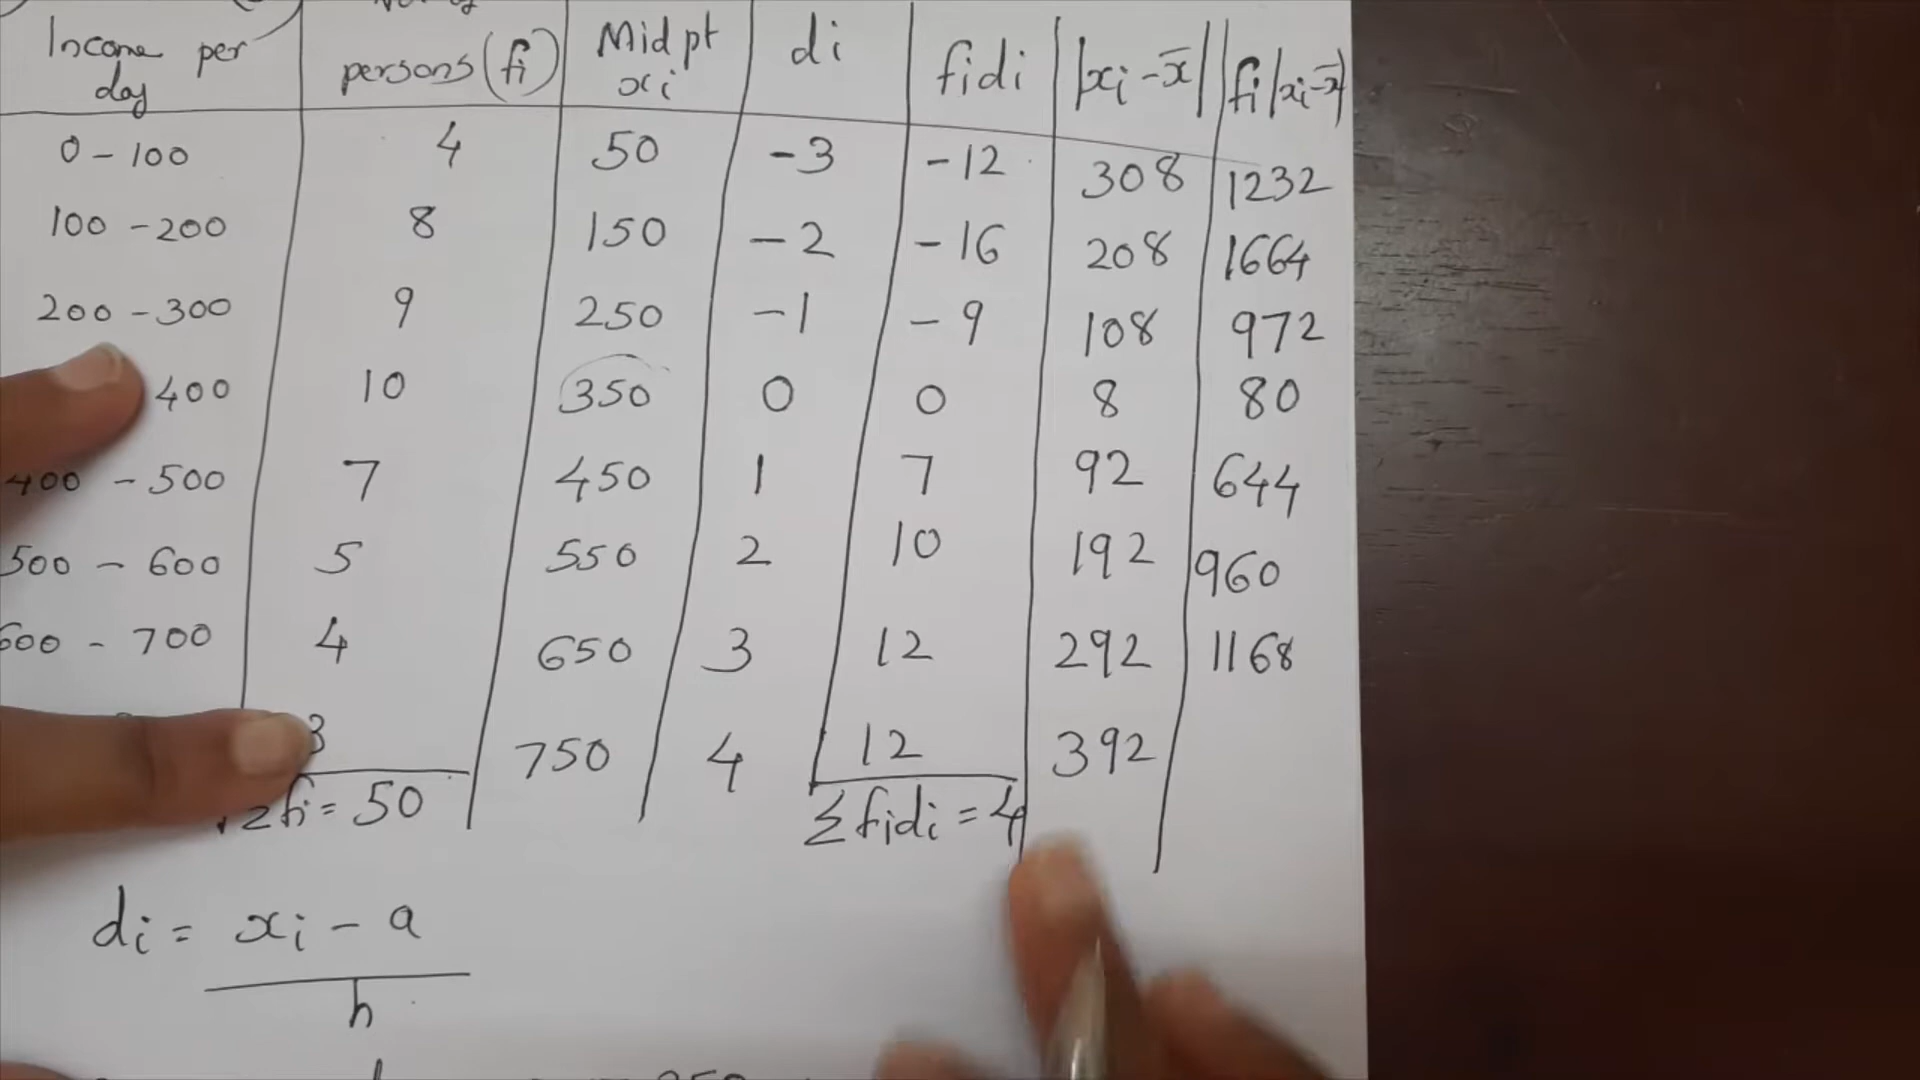 Income per day | persons (fi) | Mid pt xi | di | fidi | |xi - x̄| | fi|xi - x̄|
0 - 100 | 4 | 50 | -3 | -12 | 308 | 1232
100 - 200 | 8 | 150 | -2 | -16 | 208 | 1664
200 - 300 | 9 | 250 | -1 | -9 | 108 | 972
400 | 10 | 350 | 0 | 0 | 8 | 80
400 - 500 | 7 | 450 | 1 | 7 | 92 | 644
500 - 600 | 5 | 550 | 2 | 10 | 192 | 960
600 - 700 | 4 | 650 | 3 | 12 | 292 | 1168
3 | 750 | 4 | 12 | 392
Σfi = 50 | Σfidi = 4
di = xi - a
h